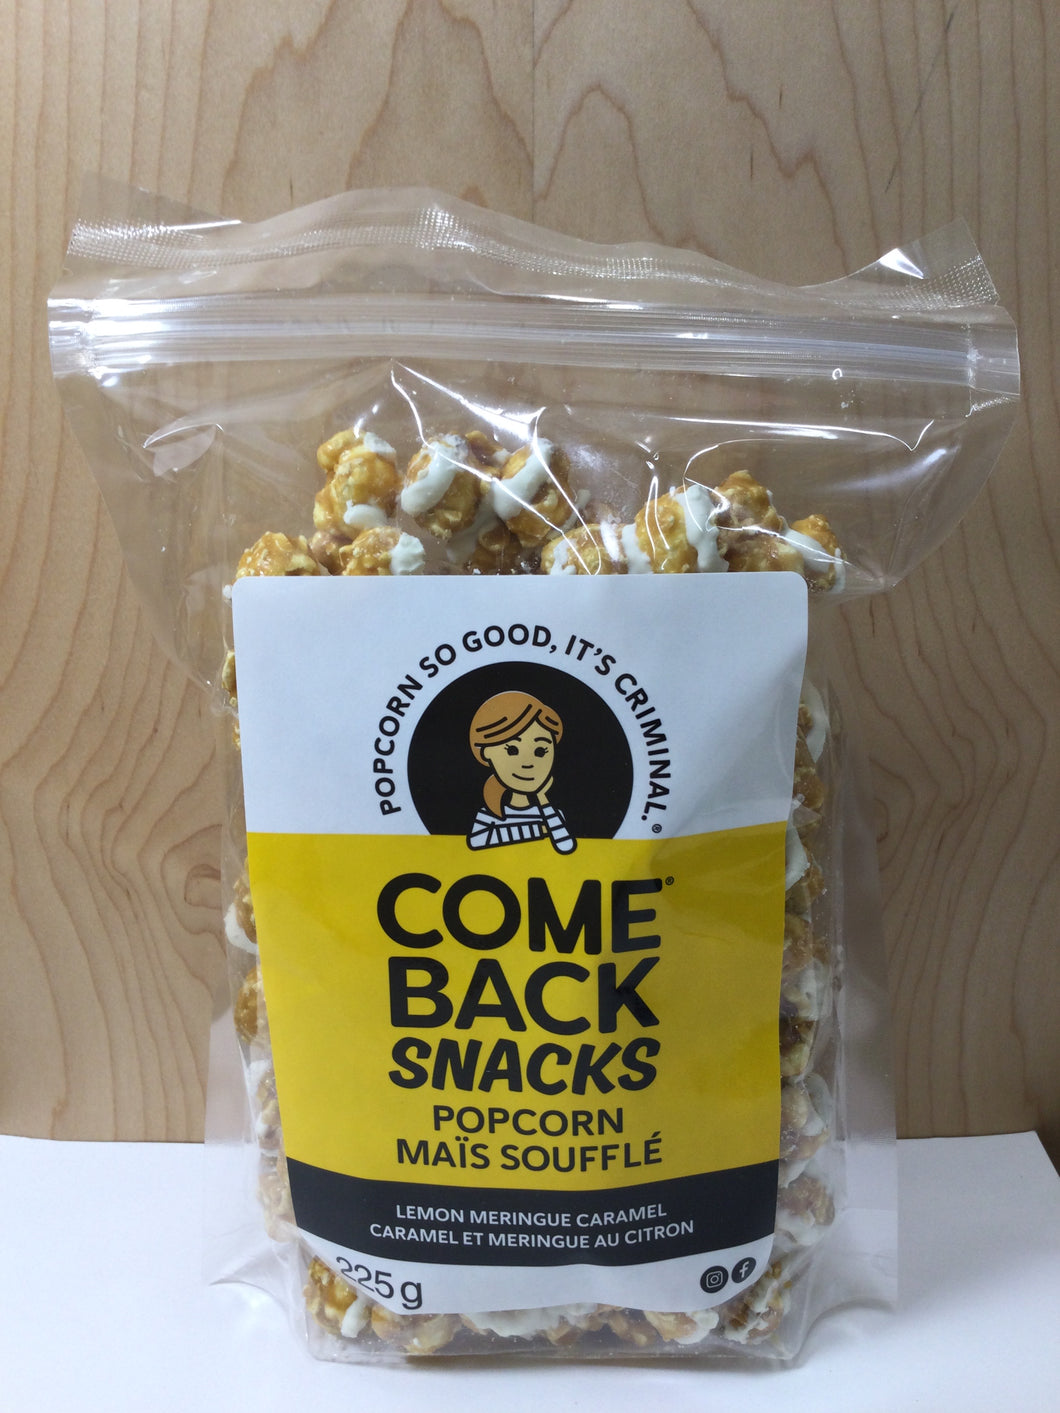 POPCORN SO GOOD, IT'S CRIMINAL.®
COME®
BACK
SNACKS
POPCORN
MAÏS SOUFFLÉ
LEMON MERINGUE CARAMEL
CARAMEL ET MERINGUE AU CITRON
225g